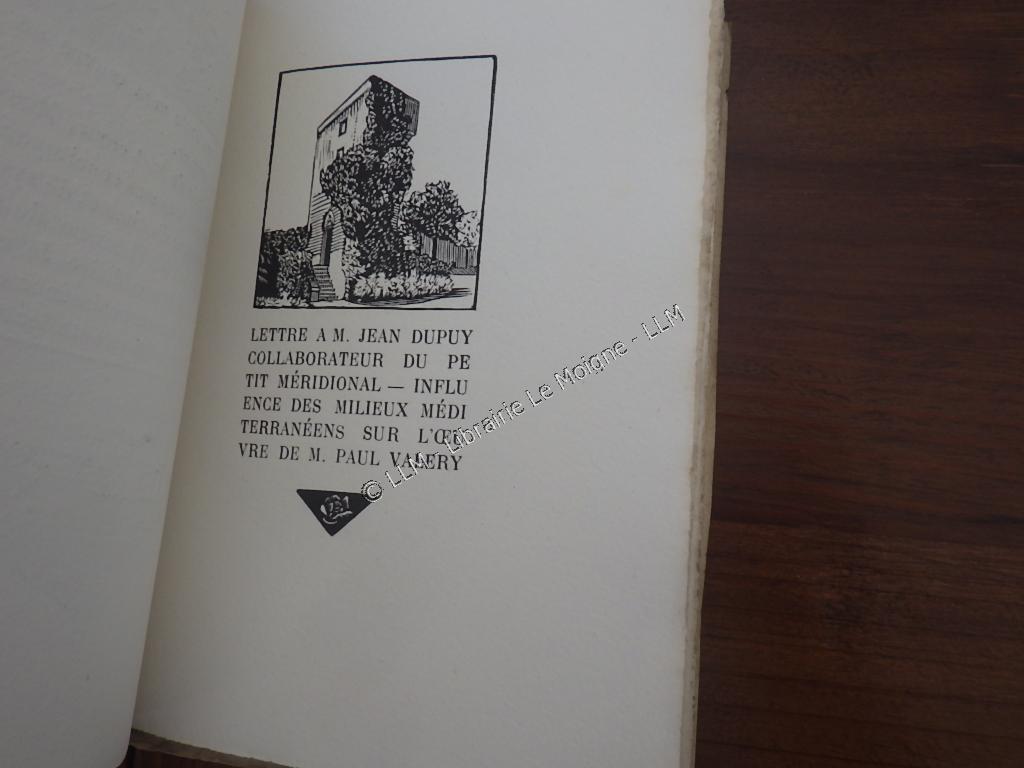 LETTRE A M. JEAN DUPUY
COLLABORATEUR DU PE
TIT MÉRIDIONAL — INFLU
ENCE DES MILIEUX MÉDI
TERRANÉENS SUR L'ŒU
VRE DE M. PAUL VALERY
© LLM - Librairie Le Moigne - LLM